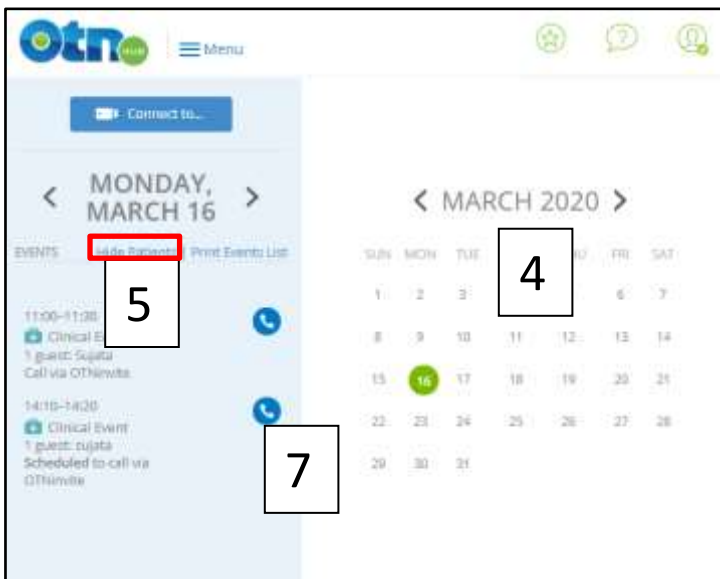 Otn HUB Menu
Connect to...
MONDAY,
MARCH 16
EVENTS Hide Patients | Print Events List
5
11:00–11:30
Clinical
1 guest: Sujata
Call via OTNinvite
14:10–14:20
Clinical Event
1 guest: sujata
Scheduled to call via
OTNinvite
7
MARCH 2020
SUN MON TUE FRI SAT
4
1 2 3 6 7
8 9 10 11 12 13 14
15 16 17 18 19 20 21
22 23 24 25 26 27 28
29 30 31